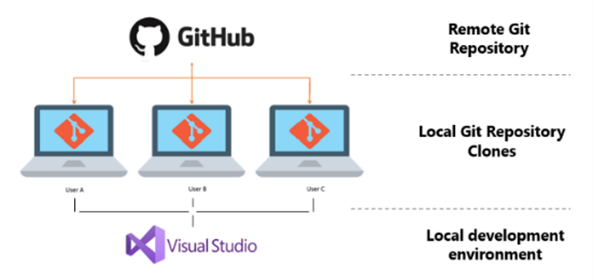 GitHub
Remote Git
Repository
Local Git Repository
Clones
User A
User B
User C
Visual Studio
Local development
environment